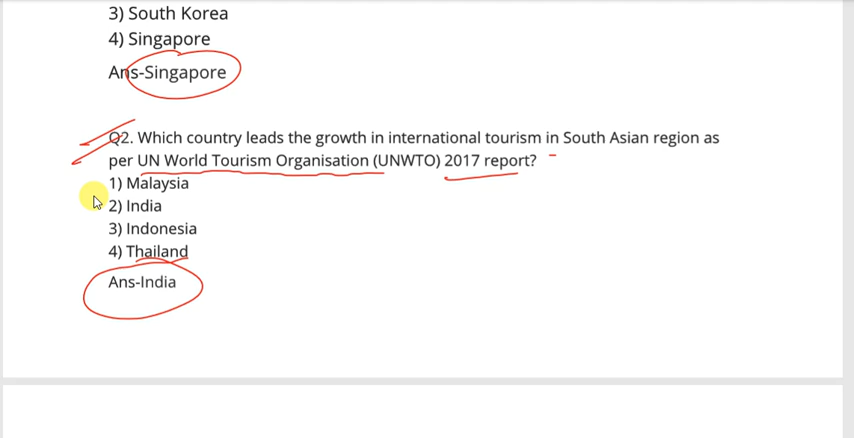 3) South Korea
4) Singapore
Ans-Singapore
Q2. Which country leads the growth in international tourism in South Asian region as
per UN World Tourism Organisation (UNWTO) 2017 report?
1) Malaysia
2) India
3) Indonesia
4) Thailand
Ans-India